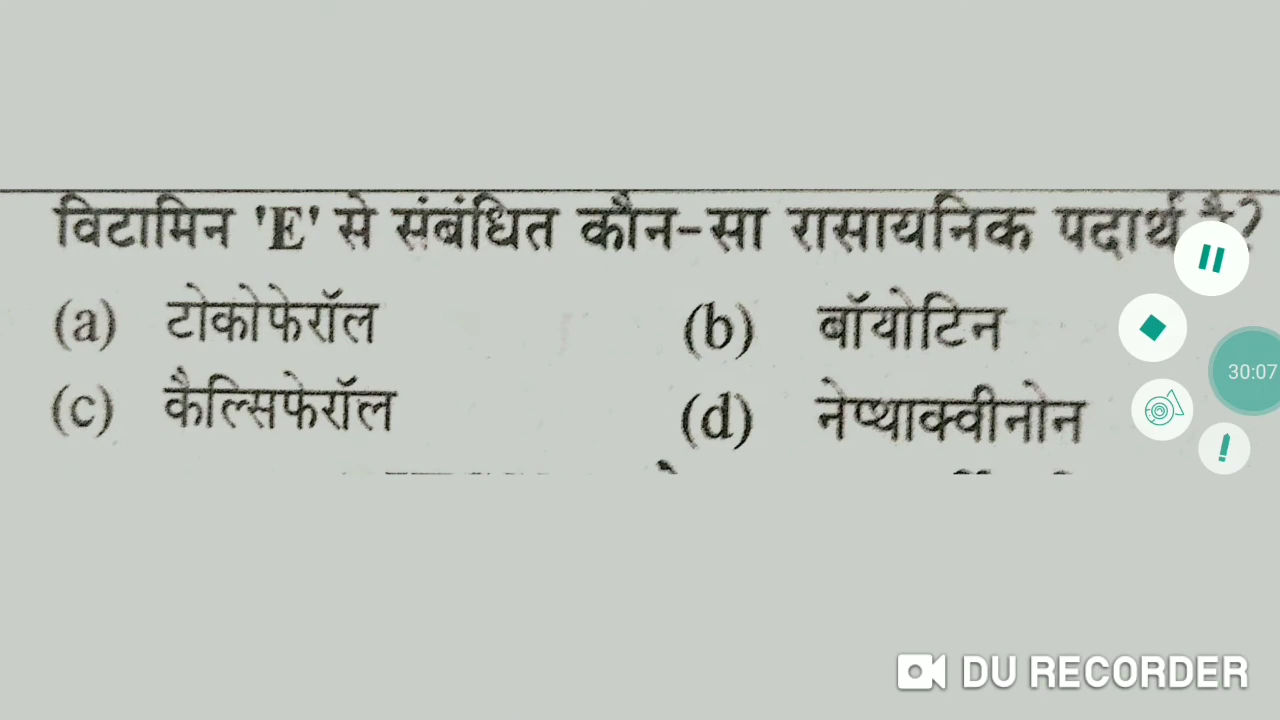 विटामिन 'E' से संबंधित कौन-सा रासायनिक पदार्थ है?
(a) टोकोफेरॉल (b) बॉयोटिन
(c) कैल्सिफेरॉल (d) नेप्थाक्वीनोन
30:07
DU RECORDER